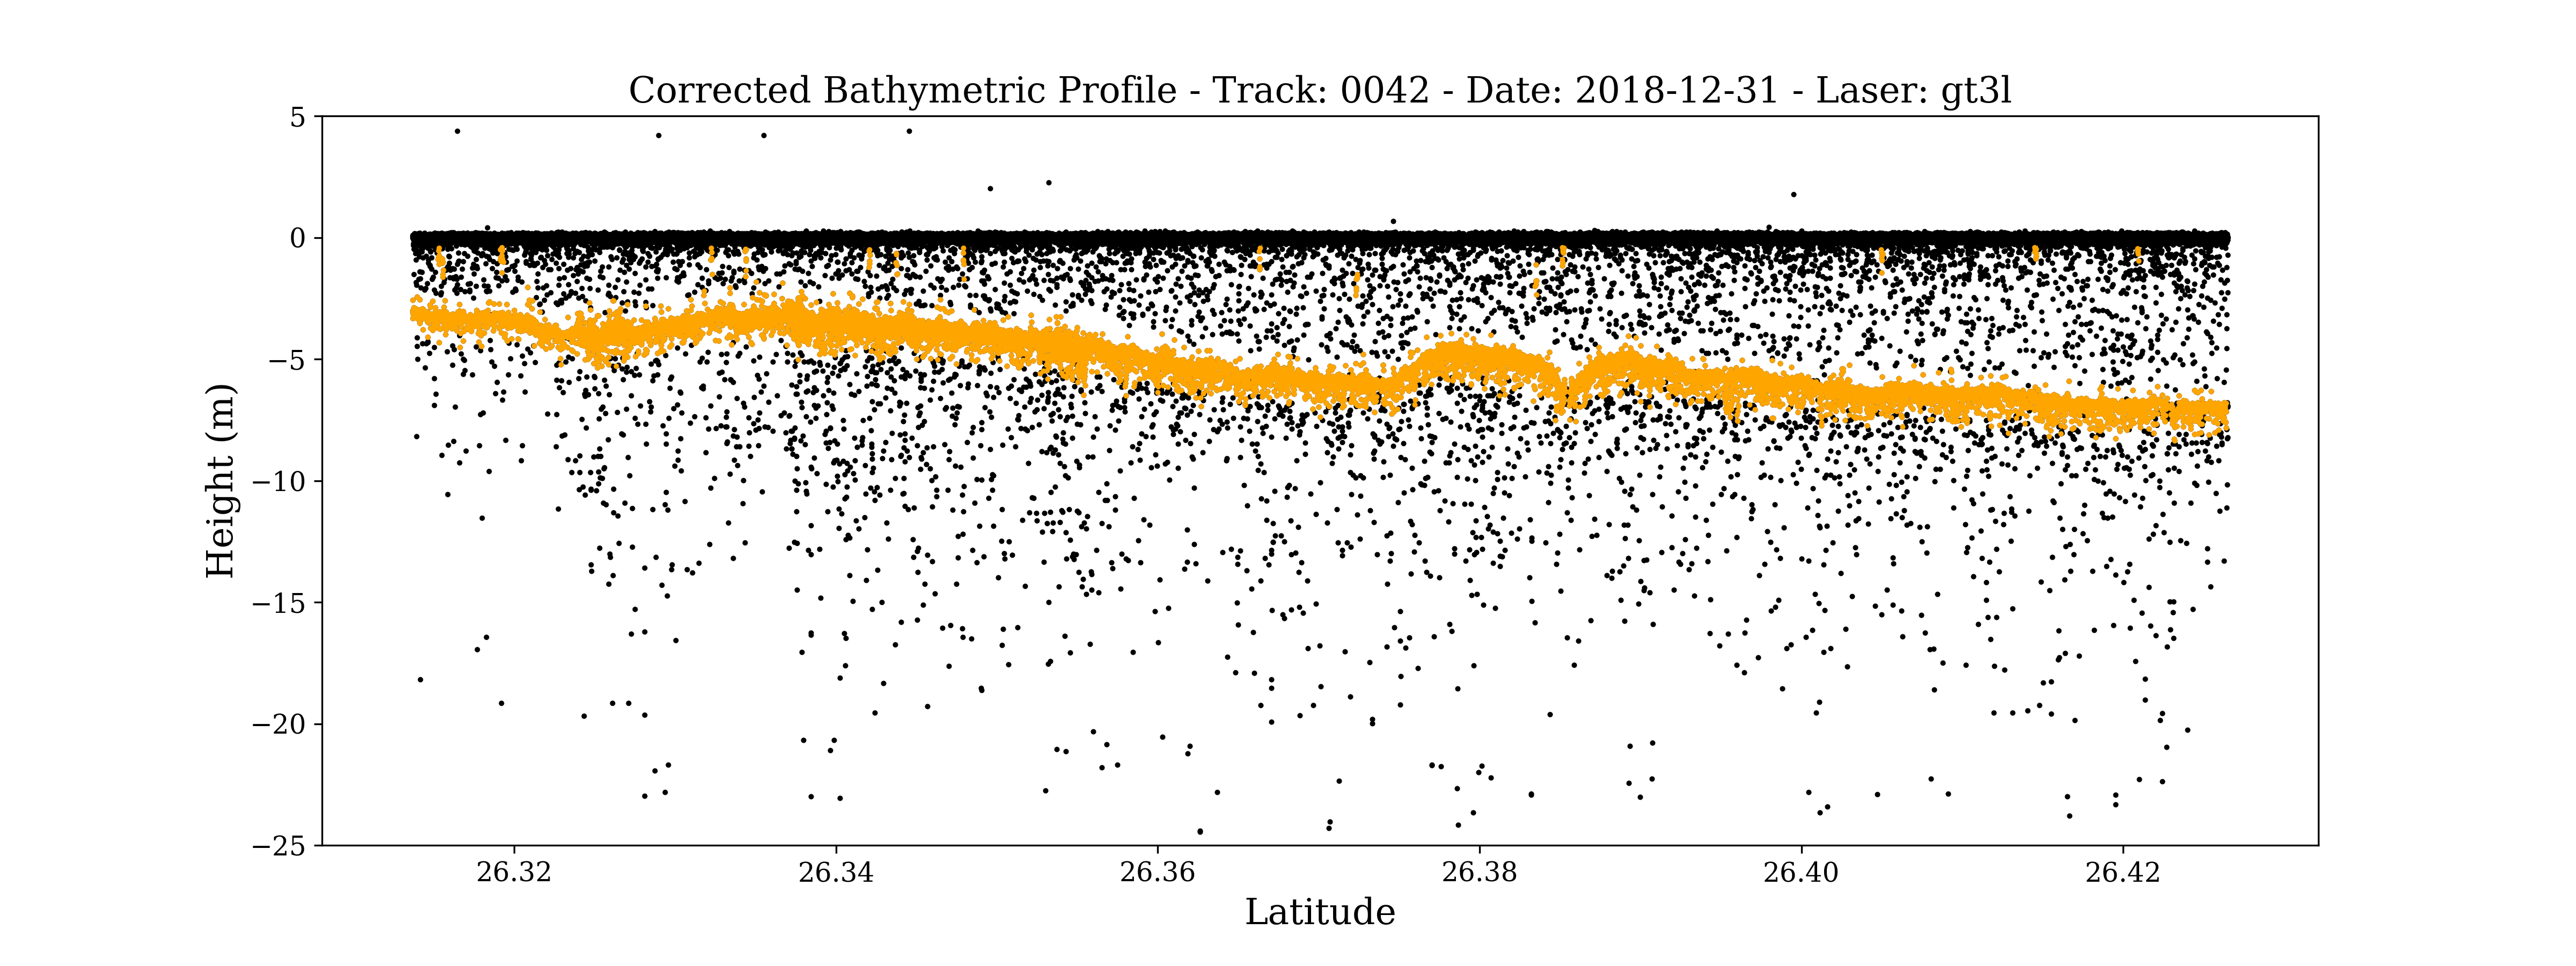 Corrected Bathymetric Profile - Track: 0042 - Date: 2018-12-31 - Laser: gt3l
5
0
−5
−10
−15
−20
−25
Height (m)
26.32 26.34 26.36 26.38 26.40 26.42
Latitude